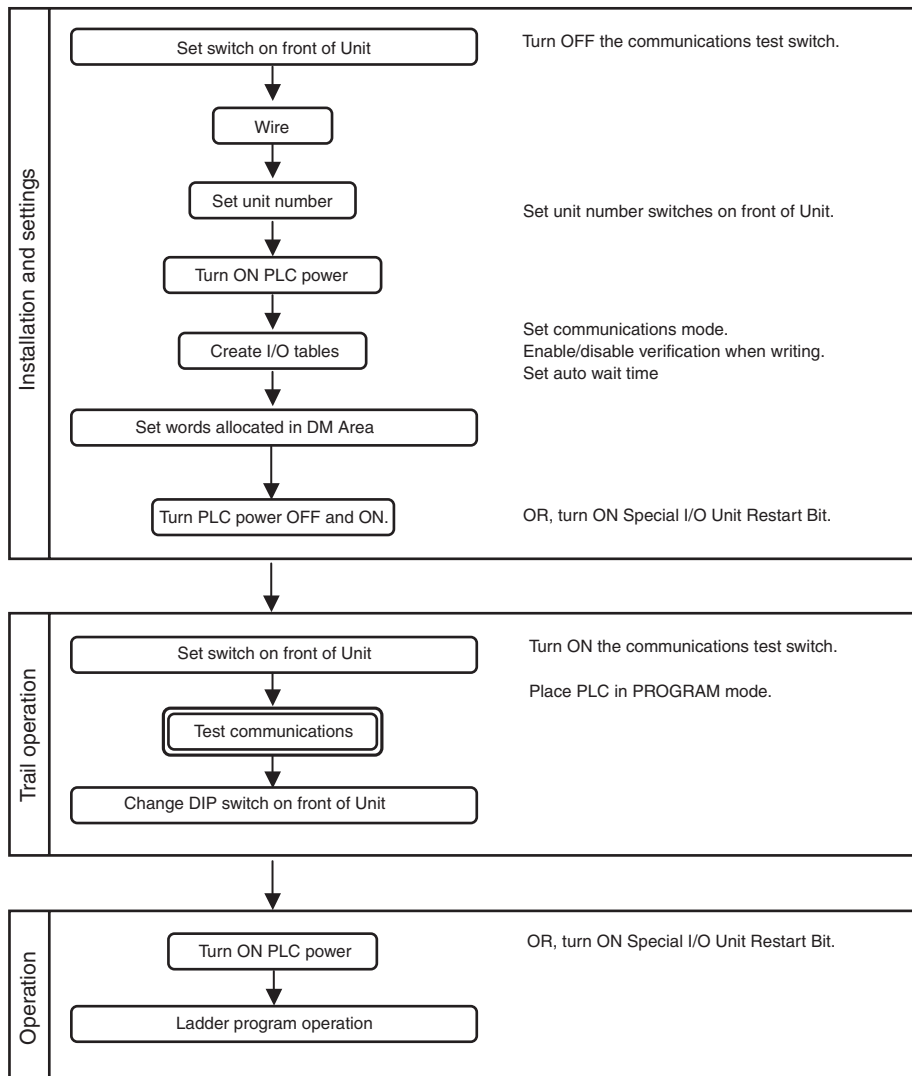 Installation and settings
Set switch on front of Unit
Turn OFF the communications test switch.
Wire
Set unit number
Set unit number switches on front of Unit.
Turn ON PLC power
Create I/O tables
Set communications mode.
Enable/disable verification when writing.
Set auto wait time
Set words allocated in DM Area
Turn PLC power OFF and ON.
OR, turn ON Special I/O Unit Restart Bit.
Trail operation
Set switch on front of Unit
Turn ON the communications test switch.
Place PLC in PROGRAM mode.
Test communications
Change DIP switch on front of Unit
Operation
Turn ON PLC power
OR, turn ON Special I/O Unit Restart Bit.
Ladder program operation